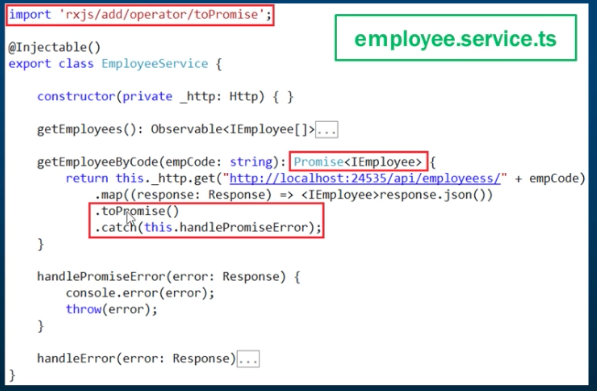 import 'rxjs/add/operator/toPromise';
employee.service.ts
@Injectable()
export class EmployeeService {
constructor(private _http: Http) { }
getEmployees(): Observable<IEmployee[]>...
getEmployeeByCode(empCode: string): Promise<IEmployee> {
return this._http.get("http://localhost:24535/api/employeess/" + empCode)
.map((response: Response) => <IEmployee>response.json())
.toPromise()
.catch(this.handlePromiseError);
}
handlePromiseError(error: Response) {
console.error(error);
throw(error);
}
handleError(error: Response)...
}